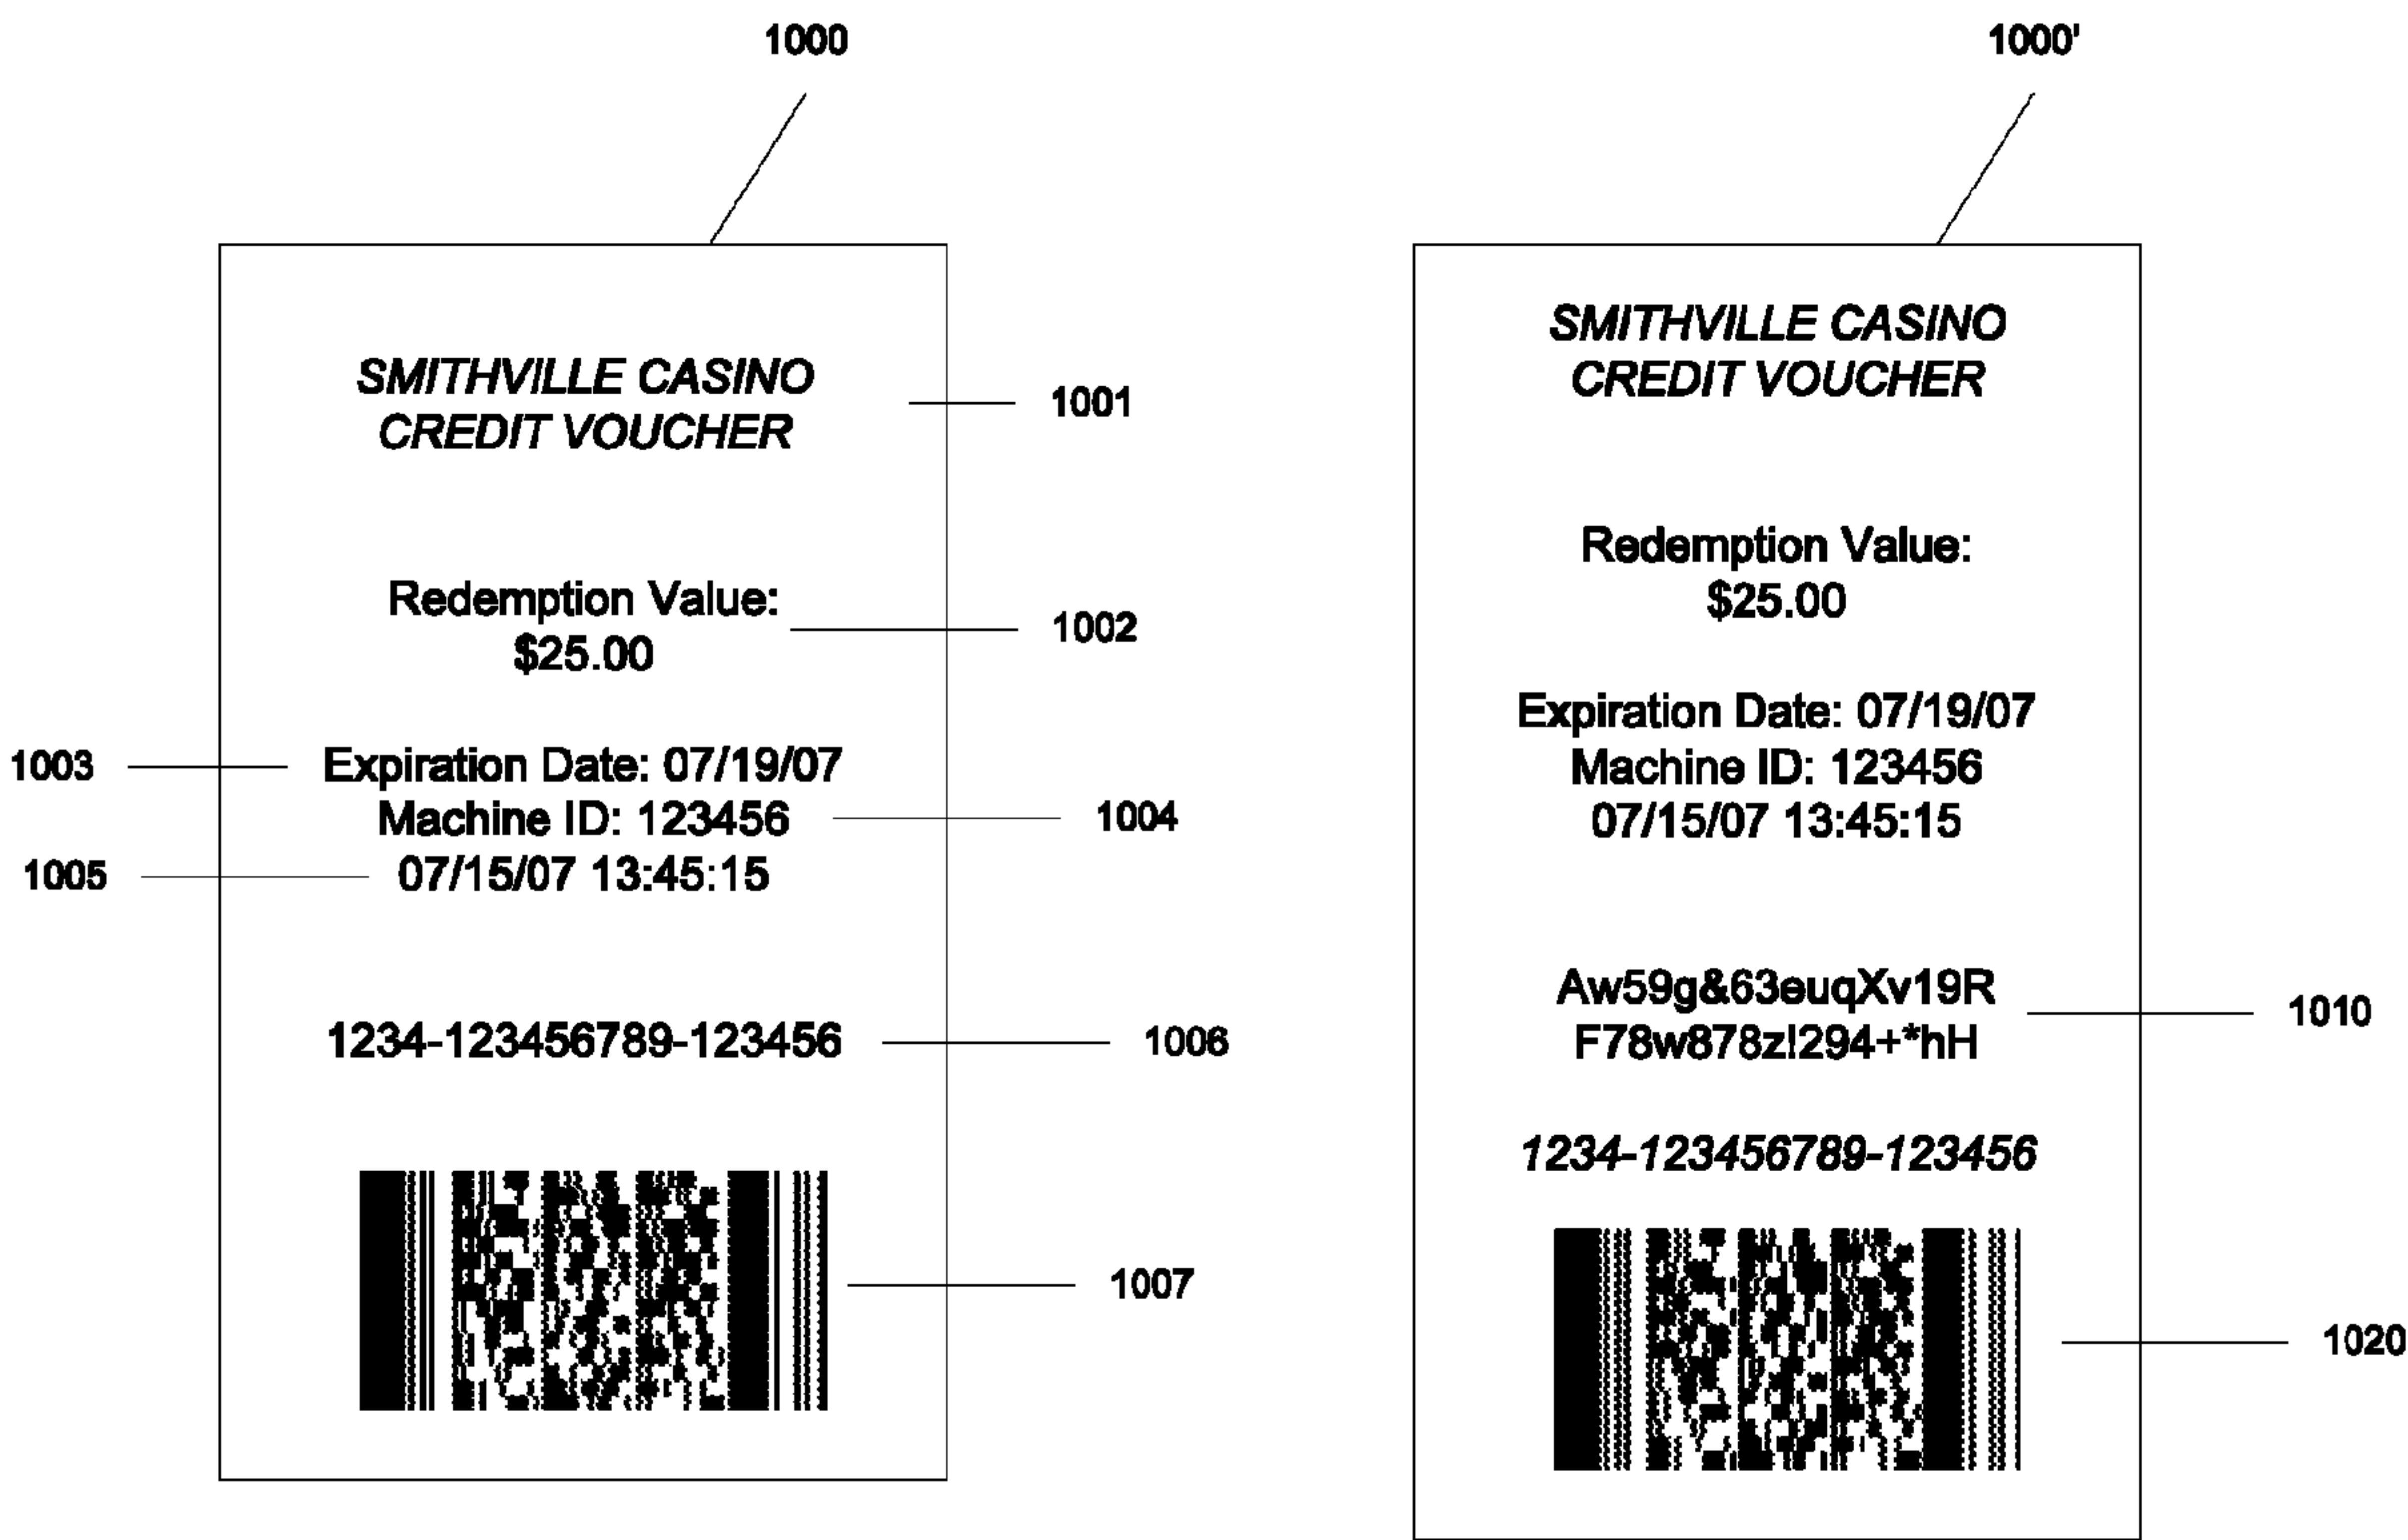 1000
SMITHVILLE CASINO
CREDIT VOUCHER
1001
Redemption Value:
$25.00
1002
1003
Expiration Date: 07/19/07
Machine ID: 123456
1004
1005
07/15/07 13:45:15
1234-123456789-123456
1006
1007
1000'
SMITHVILLE CASINO
CREDIT VOUCHER
Redemption Value:
$25.00
Expiration Date: 07/19/07
Machine ID: 123456
07/15/07 13:45:15
Aw59g&63euqXv19R
F78w878z!294+*hH
1010
1234-123456789-123456
1020